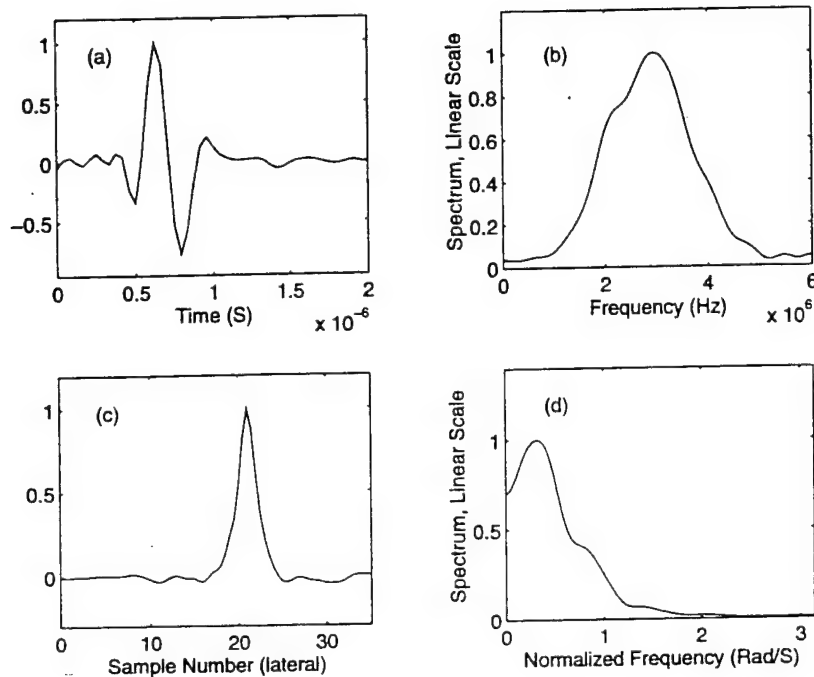 (a)
1
0.5
0
−0.5
0 0.5 1 1.5 2
Time (S)
x 10⁻⁶
(b)
Spectrum, Linear Scale
1
0.8
0.6
0.4
0.2
0
0 2 4 6
Frequency (Hz)
x 10⁶
(c)
1
0.5
0
0 10 20 30
Sample Number (lateral)
(d)
Spectrum, Linear Scale
1
0.5
0
0 1 2 3
Normalized Frequency (Rad/S)